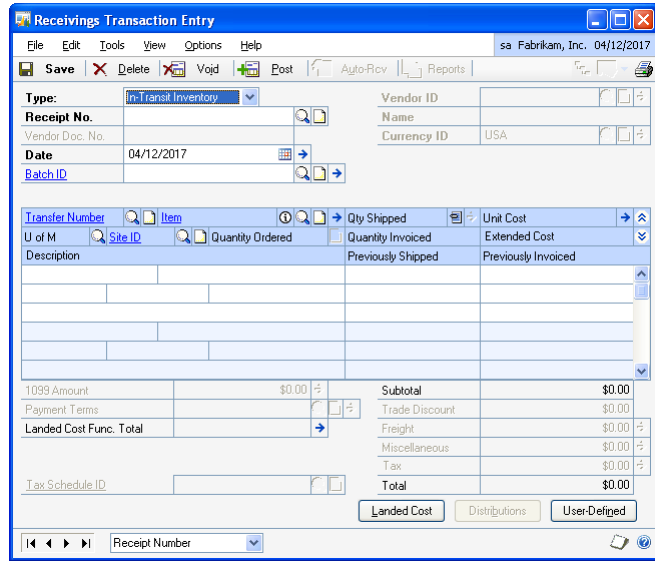 Receivings Transaction Entry
File Edit Tools View Options Help sa Fabrikam, Inc. 04/12/2017
Save Delete Void Post Auto-Rcv Reports
Type: In-Transit Inventory Vendor ID
Receipt No. Name
Vendor Doc. No. Currency ID USA
Date 04/12/2017
Batch ID
Transfer Number Item Qty Shipped Unit Cost
U of M Site ID Quantity Ordered Quantity Invoiced Extended Cost
Description Previously Shipped Previously Invoiced
1099 Amount $0.00 Subtotal $0.00
Payment Terms Trade Discount $0.00
Landed Cost Func. Total Freight $0.00
Miscellaneous $0.00
Tax $0.00
Tax Schedule ID Total $0.00
Landed Cost Distributions User-Defined
Receipt Number